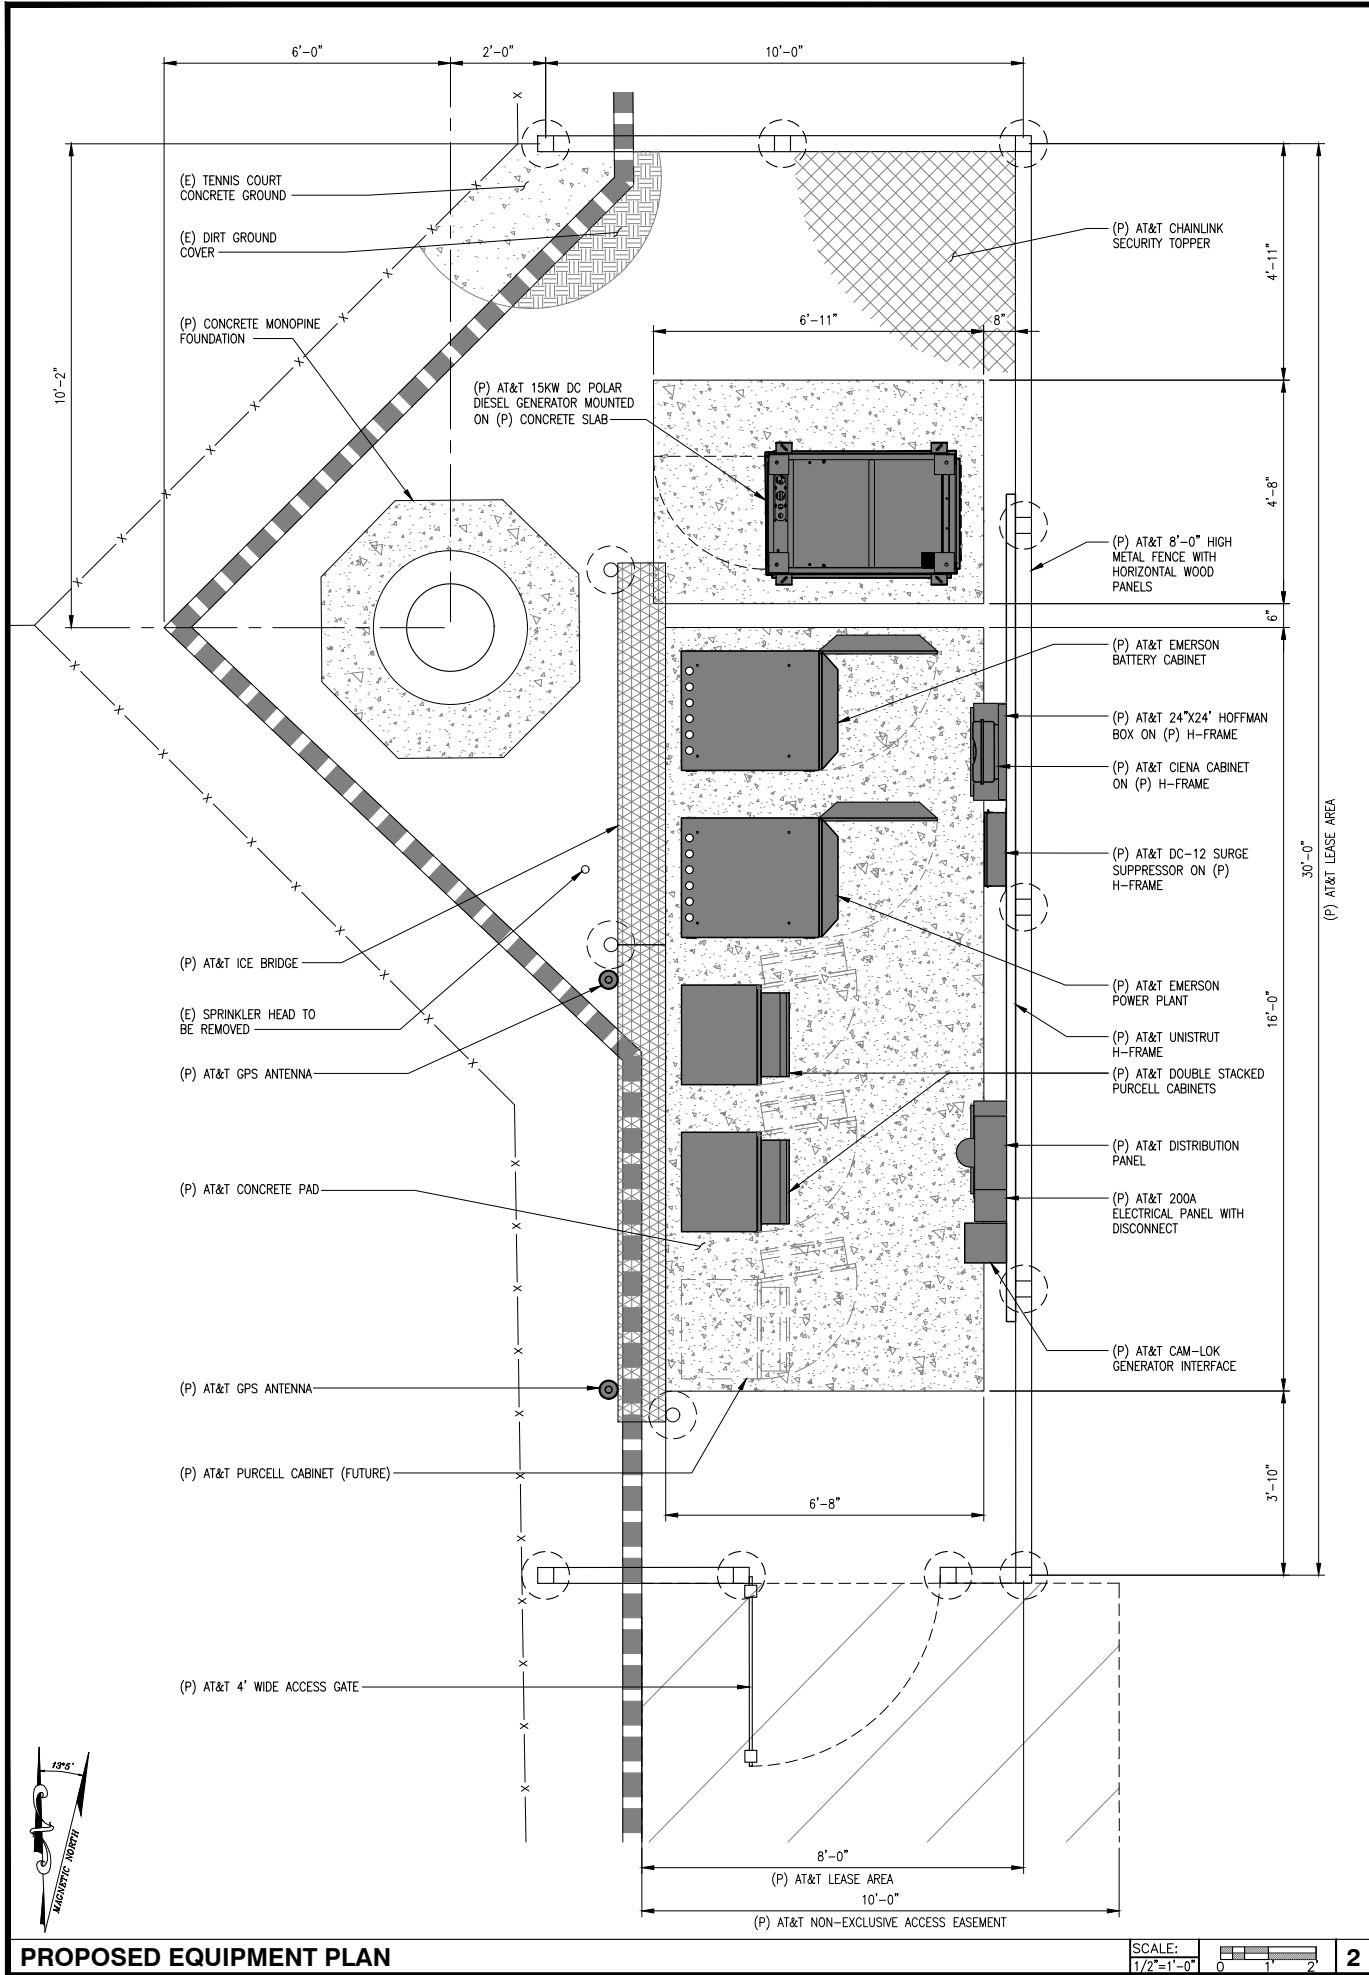 6'-0"
2'-0"
10'-0"
X
(E) TENNIS COURT
CONCRETE GROUND
(E) DIRT GROUND
COVER
(P) AT&T CHAINLINK
SECURITY TOPPER
4'-11"
(P) CONCRETE MONOPINE
FOUNDATION
6'-11"
8"
10'-2"
(P) AT&T 15KW DC POLAR
DIESEL GENERATOR MOUNTED
ON (P) CONCRETE SLAB
4'-8"
(P) AT&T 8'-0" HIGH
METAL FENCE WITH
HORIZONTAL WOOD
PANELS
6"
(P) AT&T EMERSON
BATTERY CABINET
(P) AT&T 24"X24' HOFFMAN
BOX ON (P) H-FRAME
(P) AT&T CIENA CABINET
ON (P) H-FRAME
(P) AT&T DC-12 SURGE
SUPPRESSOR ON (P)
H-FRAME
30'-0"
(P) AT&T LEASE AREA
(P) AT&T ICE BRIDGE
(P) AT&T EMERSON
POWER PLANT
16'-0"
(E) SPRINKLER HEAD TO
BE REMOVED
(P) AT&T UNISTRUT
H-FRAME
(P) AT&T GPS ANTENNA
(P) AT&T DOUBLE STACKED
PURCELL CABINETS
(P) AT&T DISTRIBUTION
PANEL
(P) AT&T CONCRETE PAD
(P) AT&T 200A
ELECTRICAL PANEL WITH
DISCONNECT
(P) AT&T CAM-LOK
GENERATOR INTERFACE
(P) AT&T GPS ANTENNA
(P) AT&T PURCELL CABINET (FUTURE)
3'-10"
6'-8"
(P) AT&T 4' WIDE ACCESS GATE
13°5'
MAGNETIC NORTH
8'-0"
(P) AT&T LEASE AREA
10'-0"
(P) AT&T NON-EXCLUSIVE ACCESS EASEMENT
PROPOSED EQUIPMENT PLAN
SCALE:
1/2"=1'-0"
0 1' 2'
2